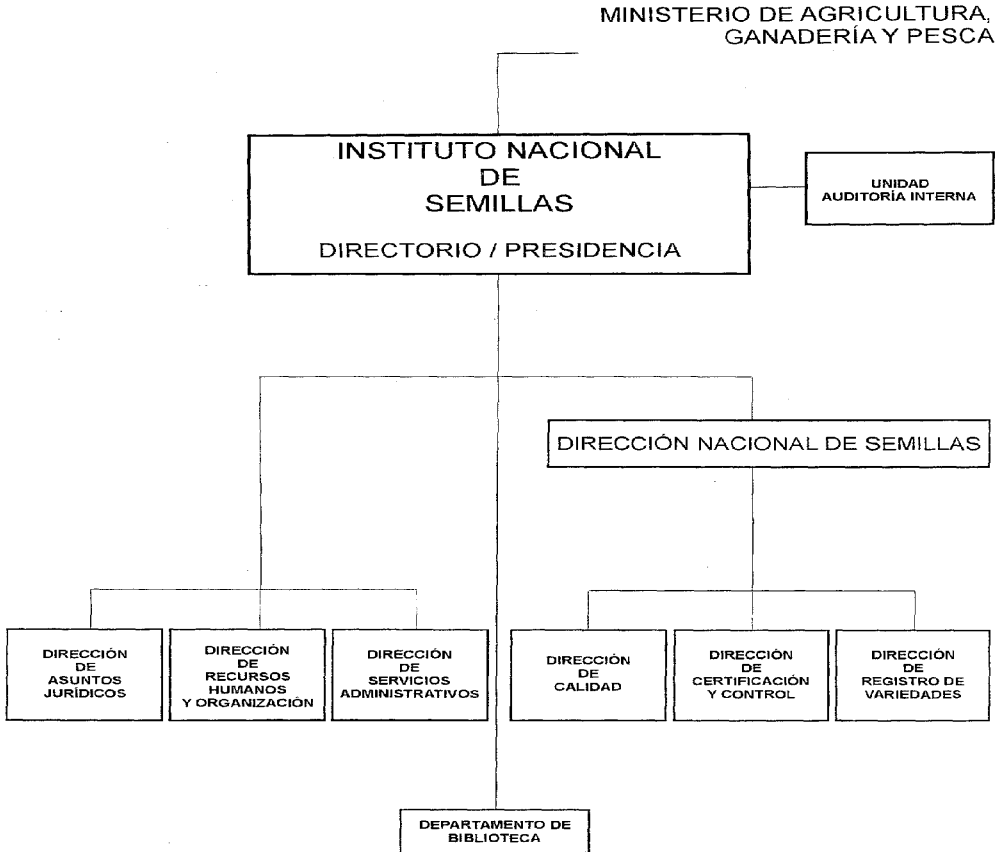 MINISTERIO DE AGRICULTURA,
GANADERÍA Y PESCA
INSTITUTO NACIONAL
DE
SEMILLAS
DIRECTORIO / PRESIDENCIA
UNIDAD
AUDITORÍA INTERNA
DIRECCIÓN NACIONAL DE SEMILLAS
DIRECCIÓN
DE
ASUNTOS
JURÍDICOS
DIRECCIÓN
DE
RECURSOS
HUMANOS
Y ORGANIZACIÓN
DIRECCIÓN
DE
SERVICIOS
ADMINISTRATIVOS
DIRECCIÓN
DE
CALIDAD
DIRECCIÓN
DE
CERTIFICACIÓN
Y CONTROL
DIRECCIÓN
DE
REGISTRO DE
VARIEDADES
DEPARTAMENTO DE
BIBLIOTECA